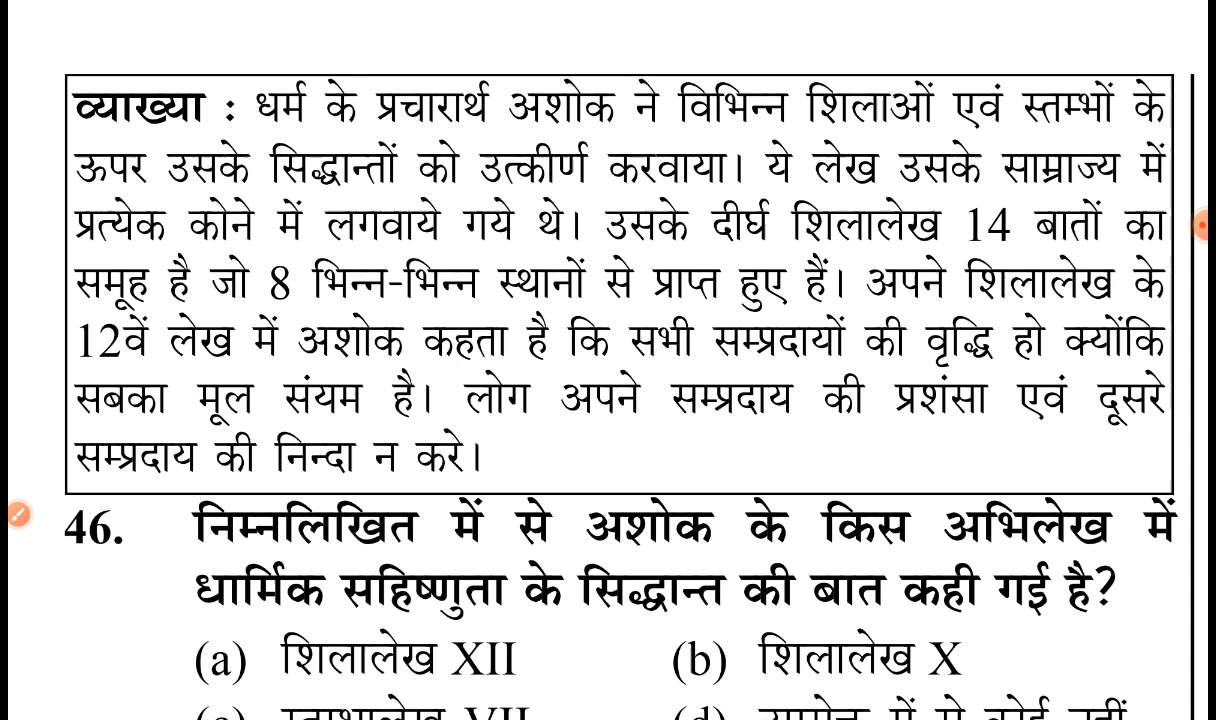 व्याख्या : धर्म के प्रचारार्थ अशोक ने विभिन्न शिलाओं एवं स्तम्भों के
ऊपर उसके सिद्धान्तों को उत्कीर्ण करवाया। ये लेख उसके साम्राज्य में
प्रत्येक कोने में लगवाये गये थे। उसके दीर्घ शिलालेख 14 बातों का
समूह है जो 8 भिन्न-भिन्न स्थानों से प्राप्त हुए हैं। अपने शिलालेख के
12वें लेख में अशोक कहता है कि सभी सम्प्रदायों की वृद्धि हो क्योंकि
सबका मूल संयम है। लोग अपने सम्प्रदाय की प्रशंसा एवं दूसरे
सम्प्रदाय की निन्दा न करे।
46. निम्नलिखित में से अशोक के किस अभिलेख में
धार्मिक सहिष्णुता के सिद्धान्त की बात कही गई है?
(a) शिलालेख XII (b) शिलालेख X